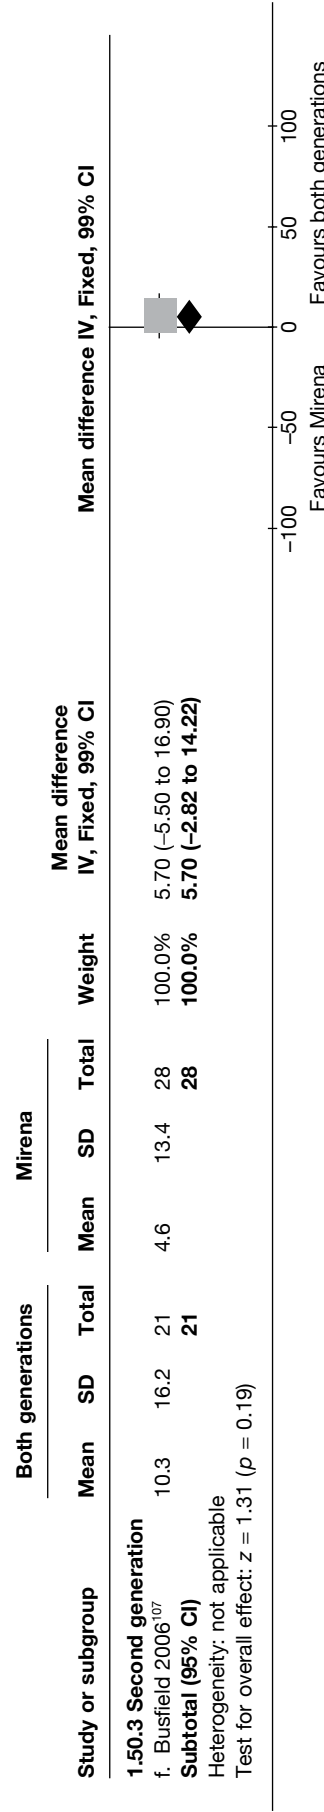 Both generations Mirena Mean difference
Study or subgroup Mean SD Total Mean SD Total Weight IV, Fixed, 99% CI Mean difference IV, Fixed, 99% CI
1.50.3 Second generation
f. Busfield 2006107 10.3 16.2 21 4.6 13.4 28 100.0% 5.70 (–5.50 to 16.90)
Subtotal (95% CI) 21 28 100.0% 5.70 (–2.82 to 14.22)
Heterogeneity: not applicable
Test for overall effect: z = 1.31 (p = 0.19)
–100 –50 0 50 100
Favours Mirena Favours both generations